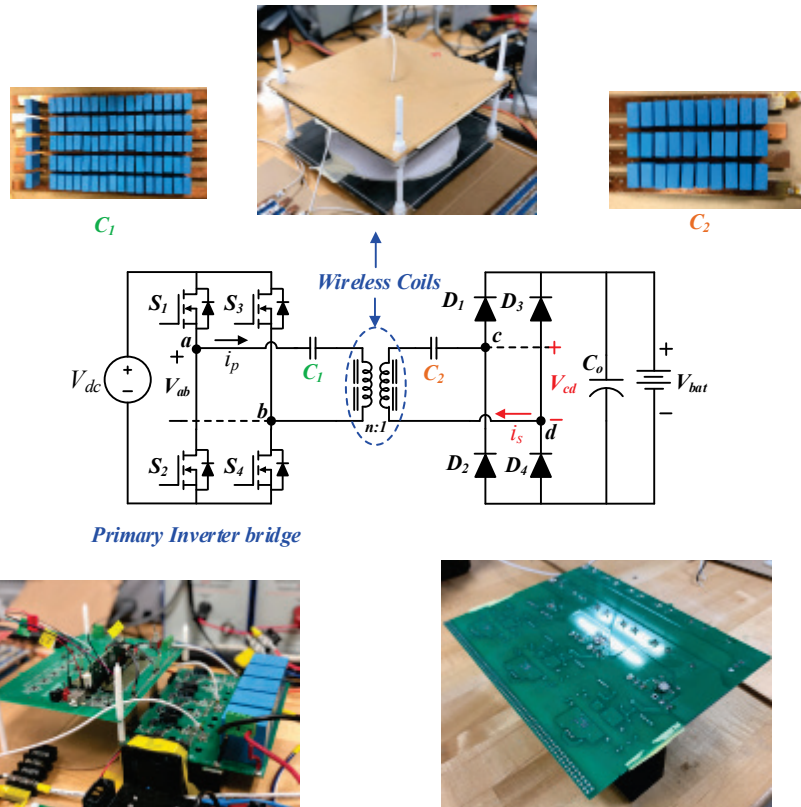 C1
C2
Wireless Coils
S1
S3
D1
D3
a
c
ip
C1
C2
Vdc
+
−
+
Vab
−
b
n:1
+
Vcd
−
is
d
Co
+
Vbat
−
S2
S4
D2
D4
Primary Inverter bridge